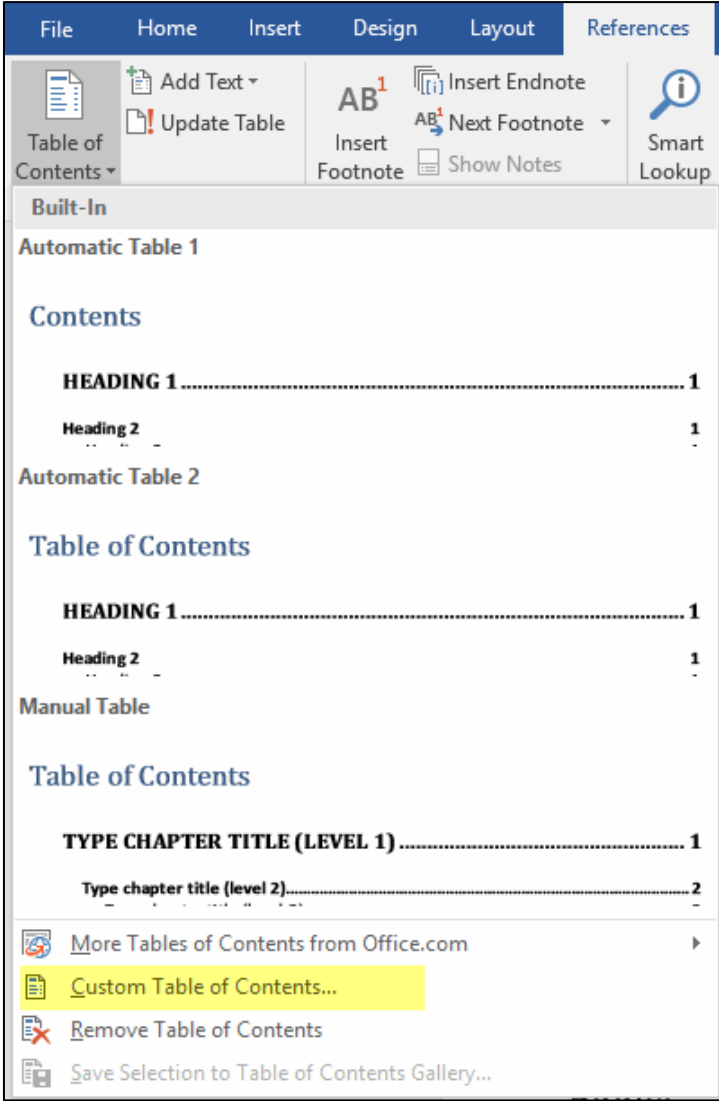 File Home Insert Design Layout References
Add Text
Insert Endnote
AB1
Update Table
AB1 Next Footnote
Table of Contents
Insert Footnote
Show Notes
Smart Lookup
Built-In
Automatic Table 1
Contents
HEADING 1 1
Heading 2 1
Automatic Table 2
Table of Contents
HEADING 1 1
Heading 2 1
Manual Table
Table of Contents
TYPE CHAPTER TITLE (LEVEL 1) 1
Type chapter title (level 2) 2
More Tables of Contents from Office.com
Custom Table of Contents...
Remove Table of Contents
Save Selection to Table of Contents Gallery...